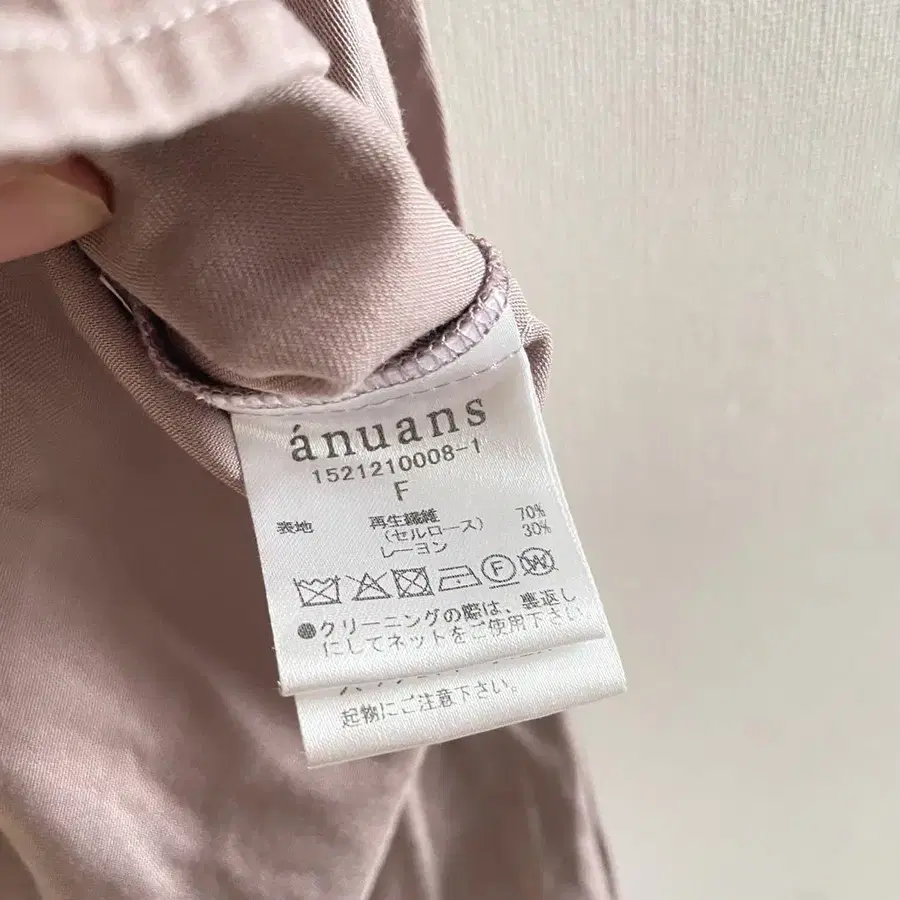 ánuans
1521210008-1
F
表地 再生繊維 70%
(セルロース) 30%
レーヨン
F W
●クリーニングの際は、裏返し
にしてネットをご使用下さい
起物にご注意下さい。